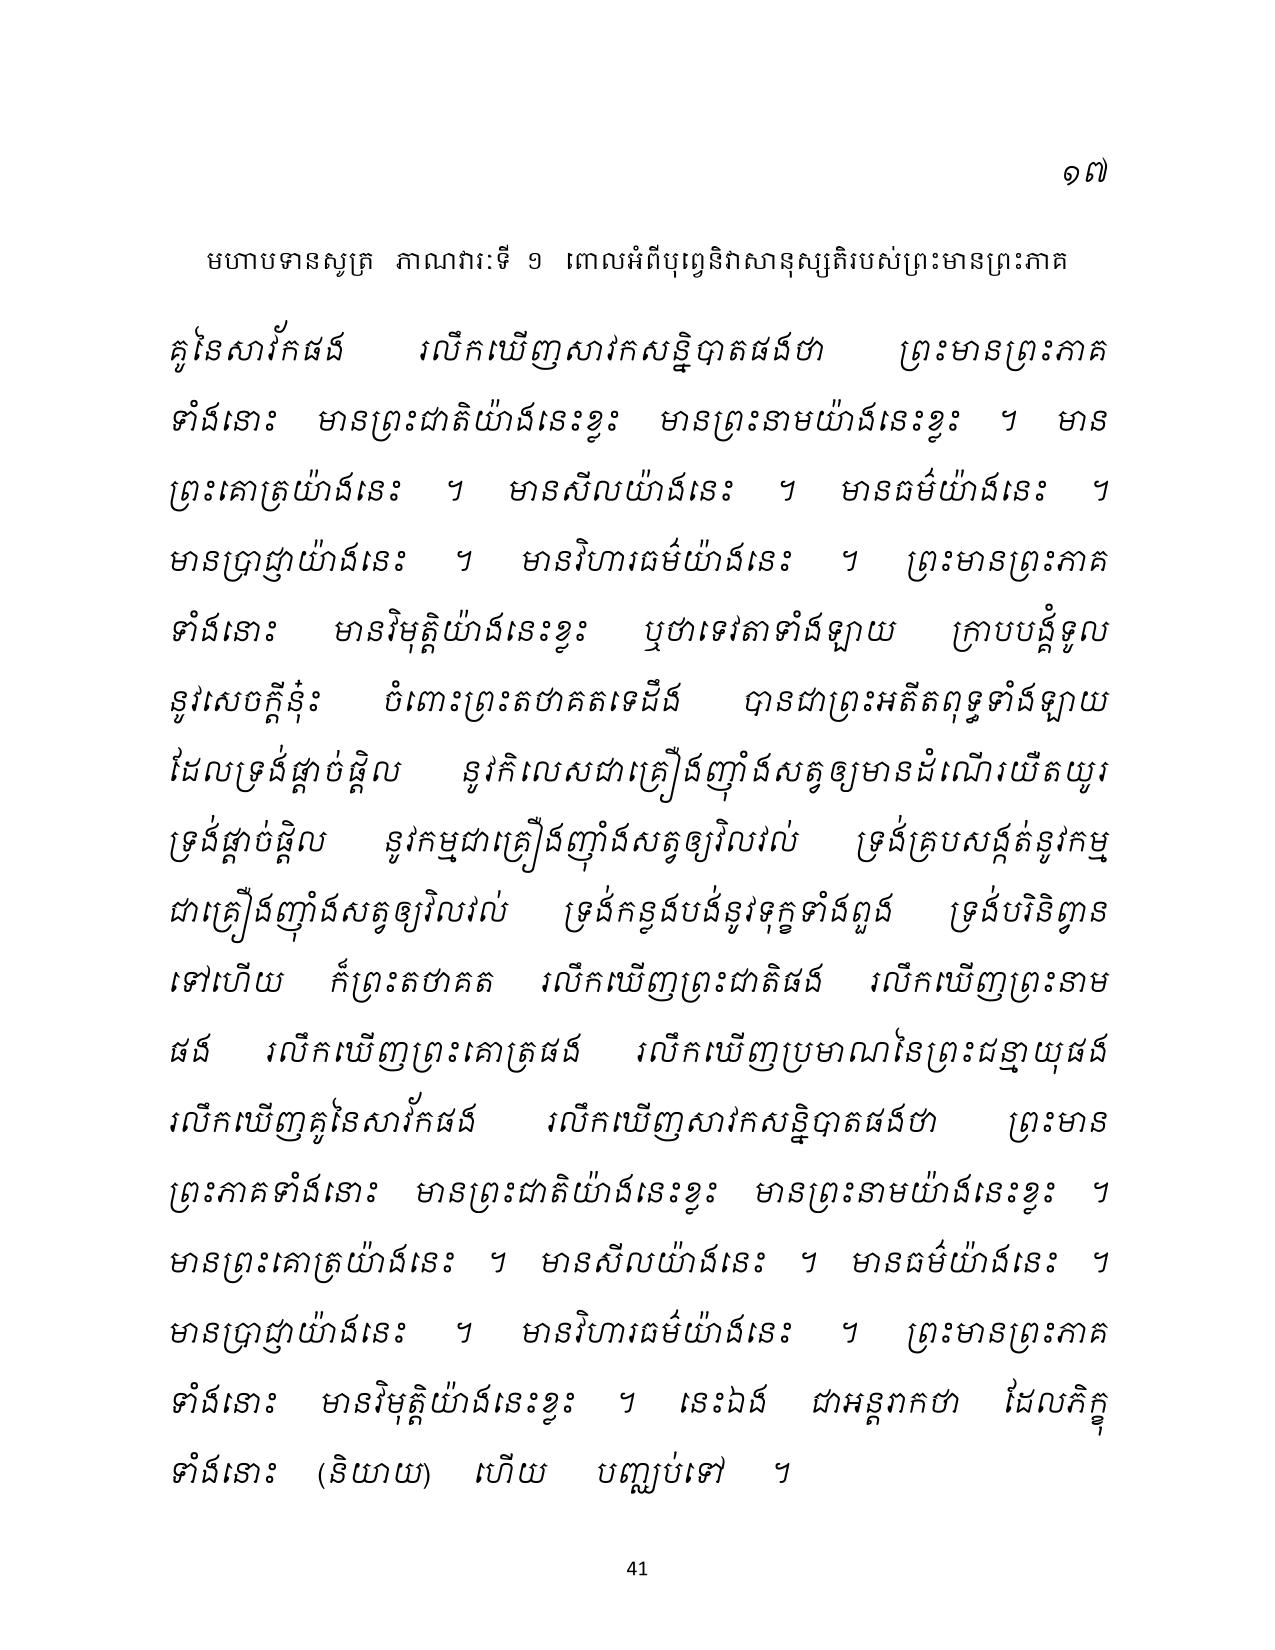 ១៧
មហាបទានសូត្រ ភាណវារៈទី ១ ពោលអំពីបុព្វេនិវាសានុស្សតិរបស់ព្រះមានព្រះភាគ
គូនៃសាវ័កផង រលឹកឃើញសាវកសន្និបាតផងថា ព្រះមានព្រះភាគ
ទាំងនោះ មានព្រះជាតិយ៉ាងនេះខ្លះ មានព្រះនាមយ៉ាងនេះខ្លះ ។ មាន
ព្រះគោត្រយ៉ាងនេះ ។ មានសីលយ៉ាងនេះ ។ មានធម៌យ៉ាងនេះ ។
មានប្រាជ្ញាយ៉ាងនេះ ។ មានវិហារធម៌យ៉ាងនេះ ។ ព្រះមានព្រះភាគ
ទាំងនោះ មានវិមុត្តិយ៉ាងនេះខ្លះ ឬថាទេវតាទាំងឡាយ ក្រាបបង្គំទូល
នូវសេចក្តីនុ៎ះ ចំពោះព្រះតថាគតទេដឹង បានជាព្រះអតីតពុទ្ធទាំងឡាយ
ដែលទ្រង់ផ្តាច់ផ្តិល នូវកិលេសជាគ្រឿងញ៉ាំងសត្វឲ្យមានដំណើរយឺតយូរ
ទ្រង់ផ្តាច់ផ្តិល នូវកម្មជាគ្រឿងញ៉ាំងសត្វឲ្យវិលវល់ ទ្រង់គ្របសង្កត់នូវកម្ម
ជាគ្រឿងញ៉ាំងសត្វឲ្យវិលវល់ ទ្រង់កន្លងបង់នូវទុក្ខទាំងពួង ទ្រង់បរិនិព្វាន
ទៅហើយ ក៏ព្រះតថាគត រលឹកឃើញព្រះជាតិផង រលឹកឃើញព្រះនាម
ផង រលឹកឃើញព្រះគោត្រផង រលឹកឃើញប្រមាណនៃព្រះជន្មាយុផង
រលឹកឃើញគូនៃសាវ័កផង រលឹកឃើញសាវកសន្និបាតផងថា ព្រះមាន
ព្រះភាគទាំងនោះ មានព្រះជាតិយ៉ាងនេះខ្លះ មានព្រះនាមយ៉ាងនេះខ្លះ ។
មានព្រះគោត្រយ៉ាងនេះ ។ មានសីលយ៉ាងនេះ ។ មានធម៌យ៉ាងនេះ ។
មានប្រាជ្ញាយ៉ាងនេះ ។ មានវិហារធម៌យ៉ាងនេះ ។ ព្រះមានព្រះភាគ
ទាំងនោះ មានវិមុត្តិយ៉ាងនេះខ្លះ ។ នេះឯង ជាអន្តរាកថា ដែលភិក្ខុ
ទាំងនោះ (និយាយ) ហើយ បញ្ឈប់ទៅ ។
41